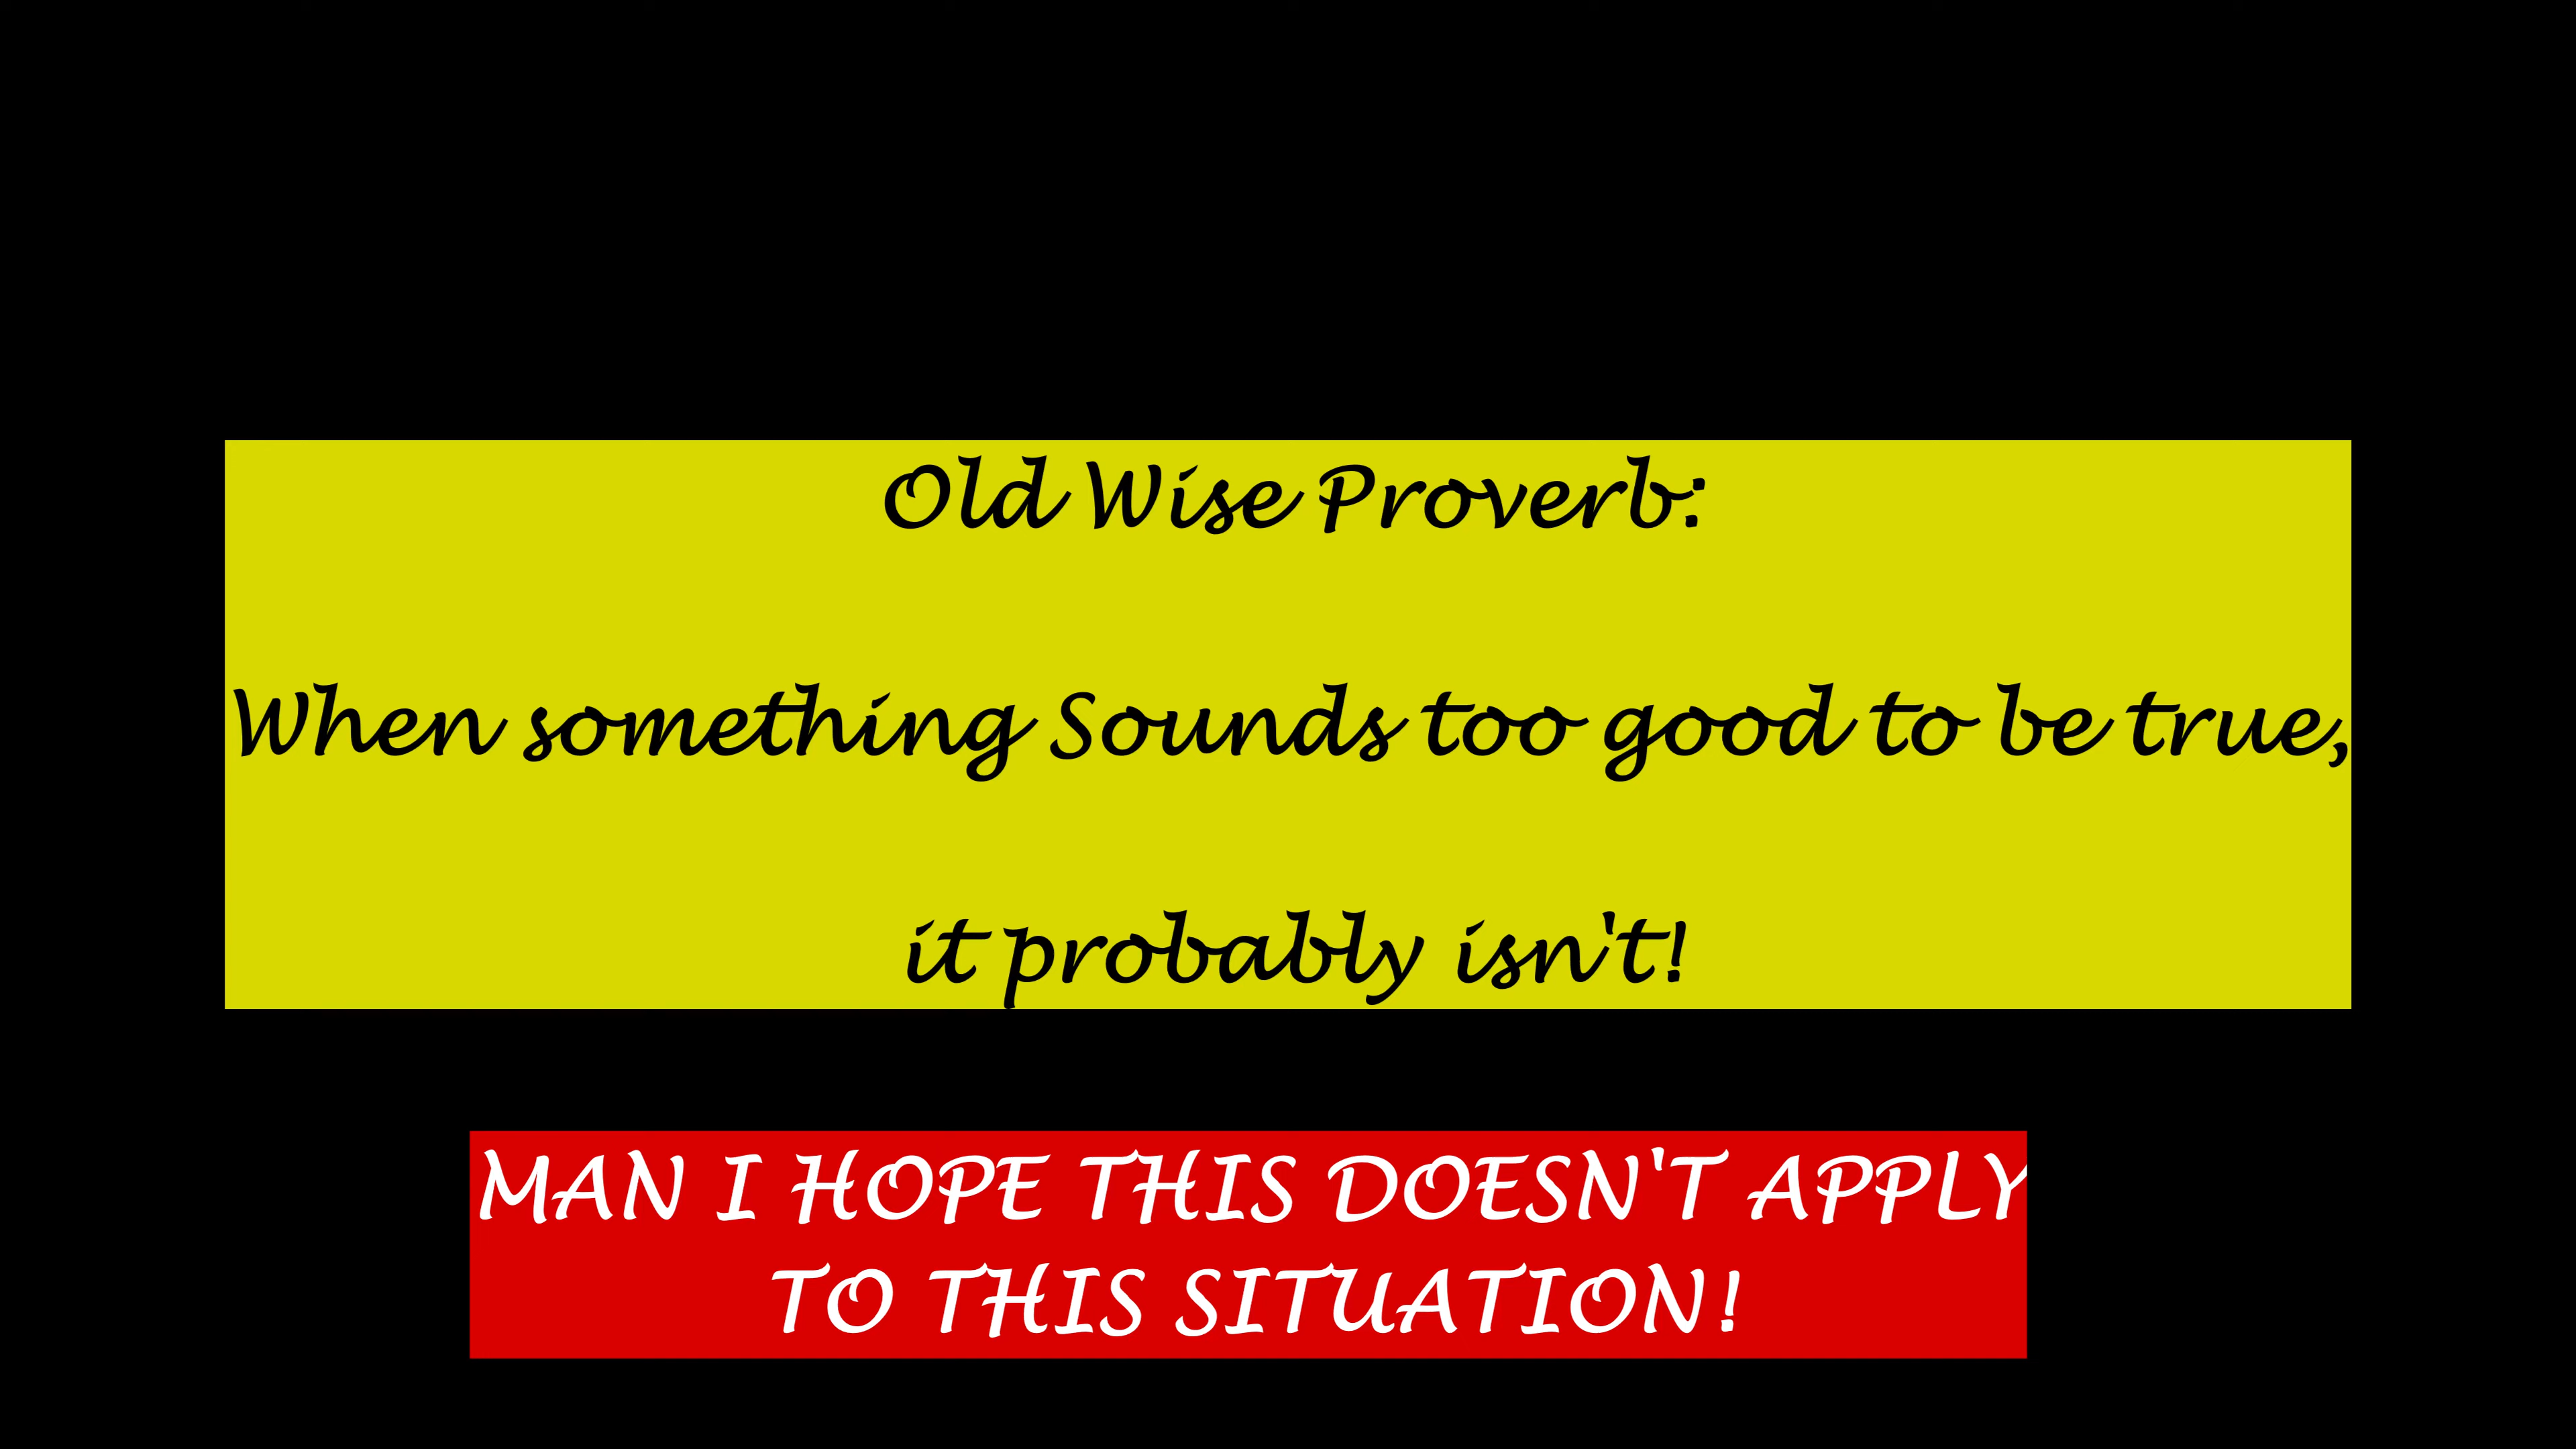 Old Wise Proverb:
When something Sounds too good to be true,
it probably isn't!
MAN I HOPE THIS DOESN'T APPLY
TO THIS SITUATION!